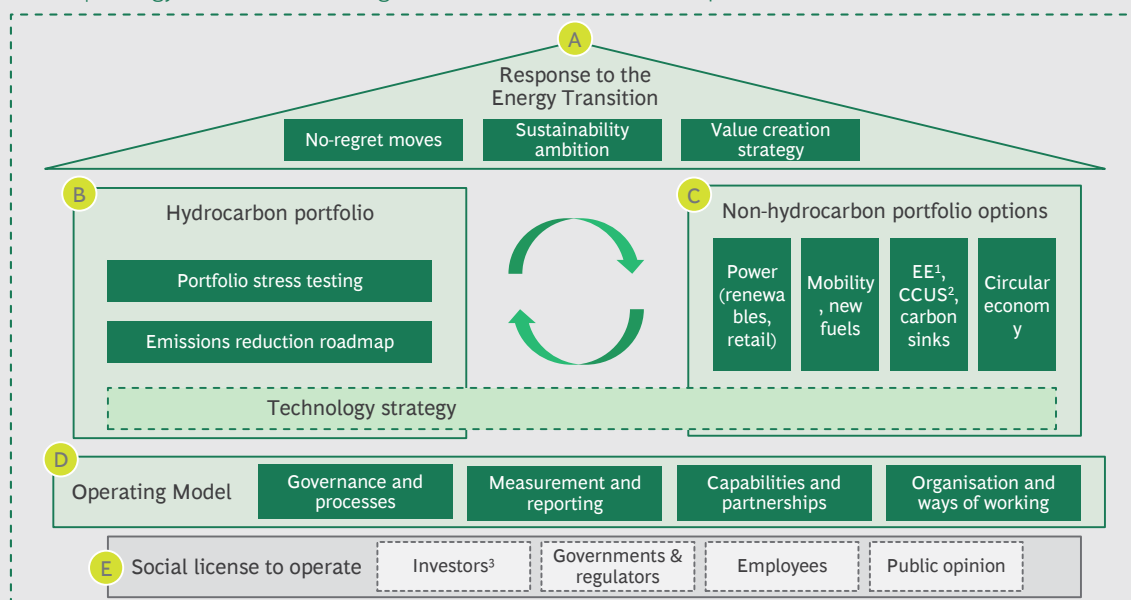 A
Response to the
Energy Transition
No-regret moves
Sustainability
ambition
Value creation
strategy
B
Hydrocarbon portfolio
Portfolio stress testing
Emissions reduction roadmap
C
Non-hydrocarbon portfolio options
Power
(renewa
bles,
retail)
Mobility
, new
fuels
EE¹,
CCUS²,
carbon
sinks
Circular
econom
y
Technology strategy
D
Operating Model
Governance and
processes
Measurement and
reporting
Capabilities and
partnerships
Organisation and
ways of working
E
Social license to operate
Investors³
Governments &
regulators
Employees
Public opinion